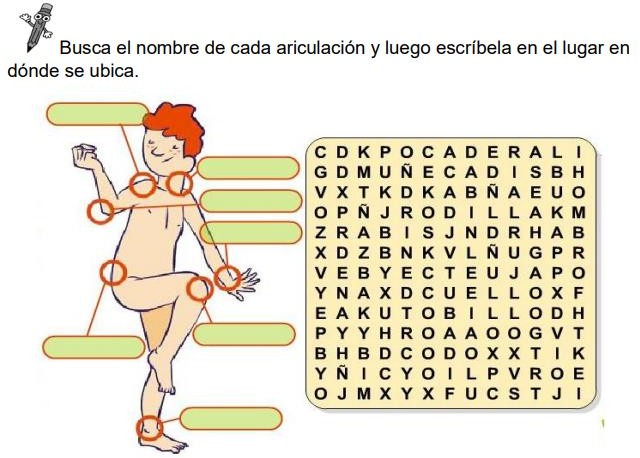 Busca el nombre de cada ariculación y luego escríbela en el lugar en
dónde se ubica.
C D K P O C A D E R A L I
G D M U Ñ E C A D I S B H
V X T K D K A B Ñ A E U O
O P Ñ J R O D I L L A K M
Z R A B I S J N D R H A B
X D Z B N K V L Ñ U G P R
V E B Y E C T E U J A P O
Y N A X D C U E L L O X F
E A K U T O B I L L O D H
P Y Y H R O A A O O G V T
B H B D C O D O X X T I K
Y Ñ I C Y O I L P V R O E
O J M X Y X F U C S T J I